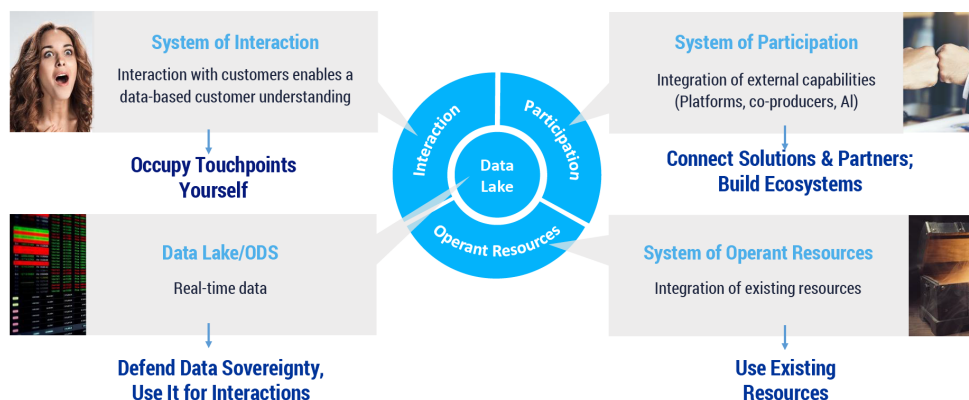 System of Interaction
Interaction with customers enables a
data-based customer understanding
Occupy Touchpoints
Yourself
System of Participation
Integration of external capabilities
(Platforms, co-producers, AI)
Connect Solutions & Partners;
Build Ecosystems
Interaction
Participation
Data
Lake
Operant Resources
Data Lake/ODS
Real-time data
Defend Data Sovereignty,
Use It for Interactions
System of Operant Resources
Integration of existing resources
Use Existing
Resources